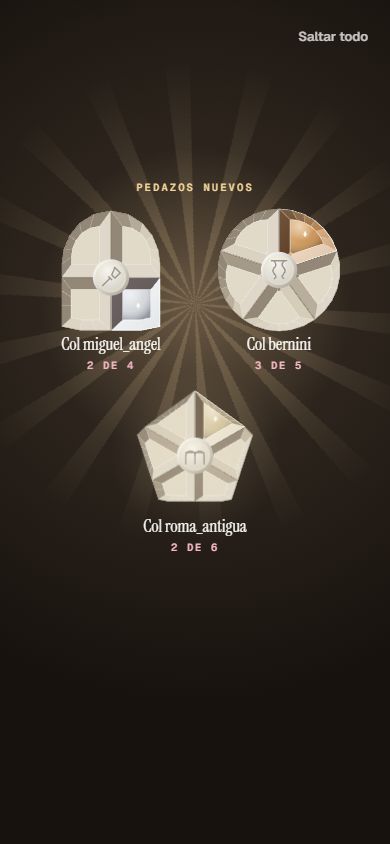 Saltar todo
PEDAZOS NUEVOS
Col miguel_angel
2 DE 4
Col bernini
3 DE 5
Col roma_antigua
2 DE 6